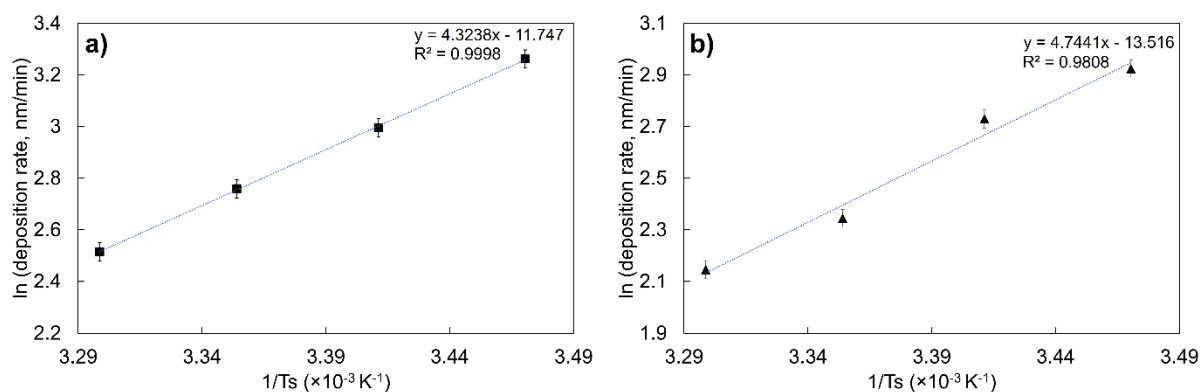 a)
y = 4.3238x - 11.747
R² = 0.9998
3.4
3.2
3
2.8
2.6
2.4
2.2
ln (deposition rate, nm/min)
3.29
3.34
3.39
3.44
3.49
1/Ts (×10⁻³ K⁻¹)
b)
y = 4.7441x - 13.516
R² = 0.9808
3.1
2.9
2.7
2.5
2.3
2.1
1.9
ln (deposition rate, nm/min)
3.29
3.34
3.39
3.44
3.49
1/Ts (×10⁻³ K⁻¹)